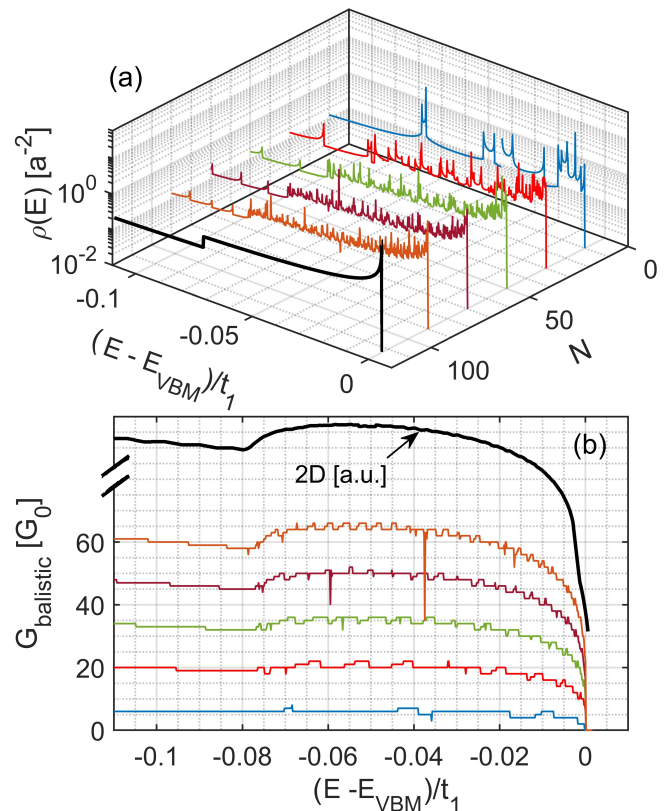 (a)
ρ(E) [a⁻²]
10⁰
10⁻²
-0.1
-0.05
0
(E - E_VBM)/t₁
100
50
0
N
(b)
2D [a.u.]
G_ballistic [G₀]
60
40
20
0
-0.1
-0.08
-0.06
-0.04
-0.02
0
(E -E_VBM)/t₁